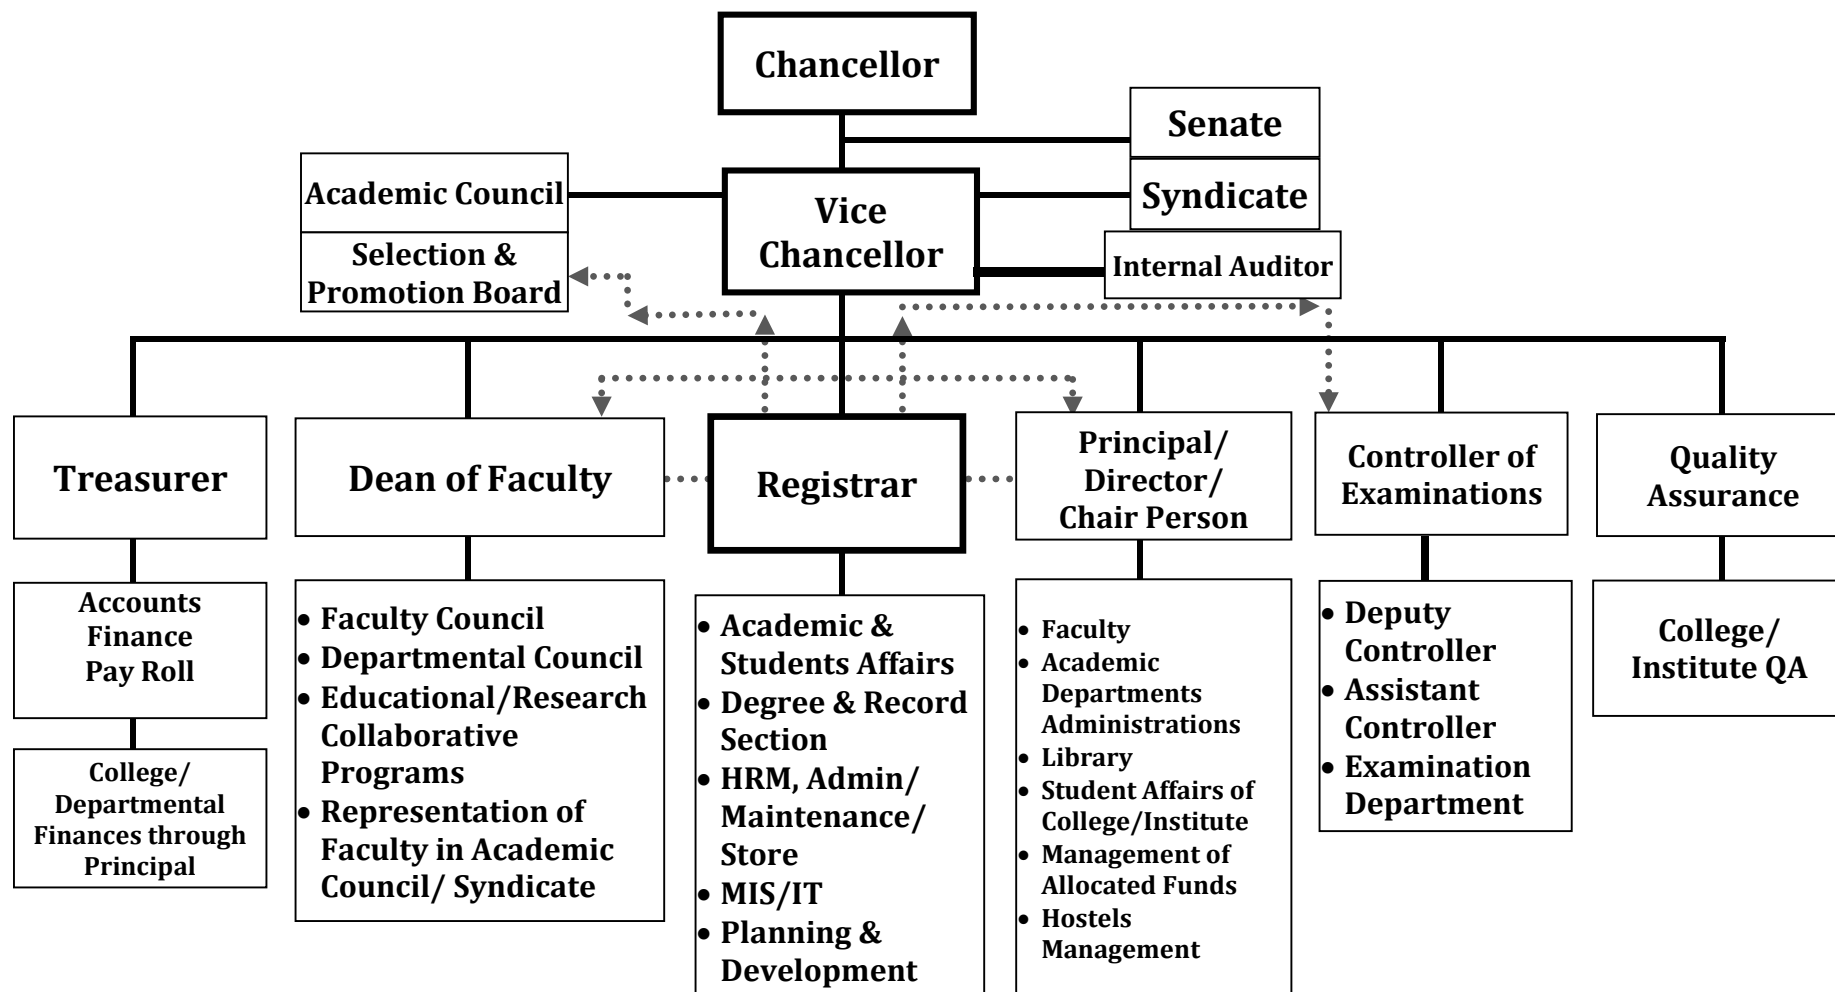 Chancellor
Senate
Academic Council
Syndicate
Vice
Chancellor
Selection &
Promotion Board
Internal Auditor
Treasurer
Dean of Faculty
Registrar
Principal/
Director/
Chair Person
Controller of
Examinations
Quality
Assurance
Accounts
Finance
Pay Roll
College/
Departmental
Finances through
Principal
• Faculty Council
• Departmental Council
• Educational/Research
Collaborative
Programs
• Representation of
Faculty in Academic
Council/ Syndicate
• Academic &
Students Affairs
• Degree & Record
Section
• HRM, Admin/
Maintenance/
Store
• MIS/IT
• Planning &
Development
• Faculty
• Academic
Departments
Administrations
• Library
• Student Affairs of
College/Institute
• Management of
Allocated Funds
• Hostels
Management
• Deputy
Controller
• Assistant
Controller
• Examination
Department
College/
Institute QA